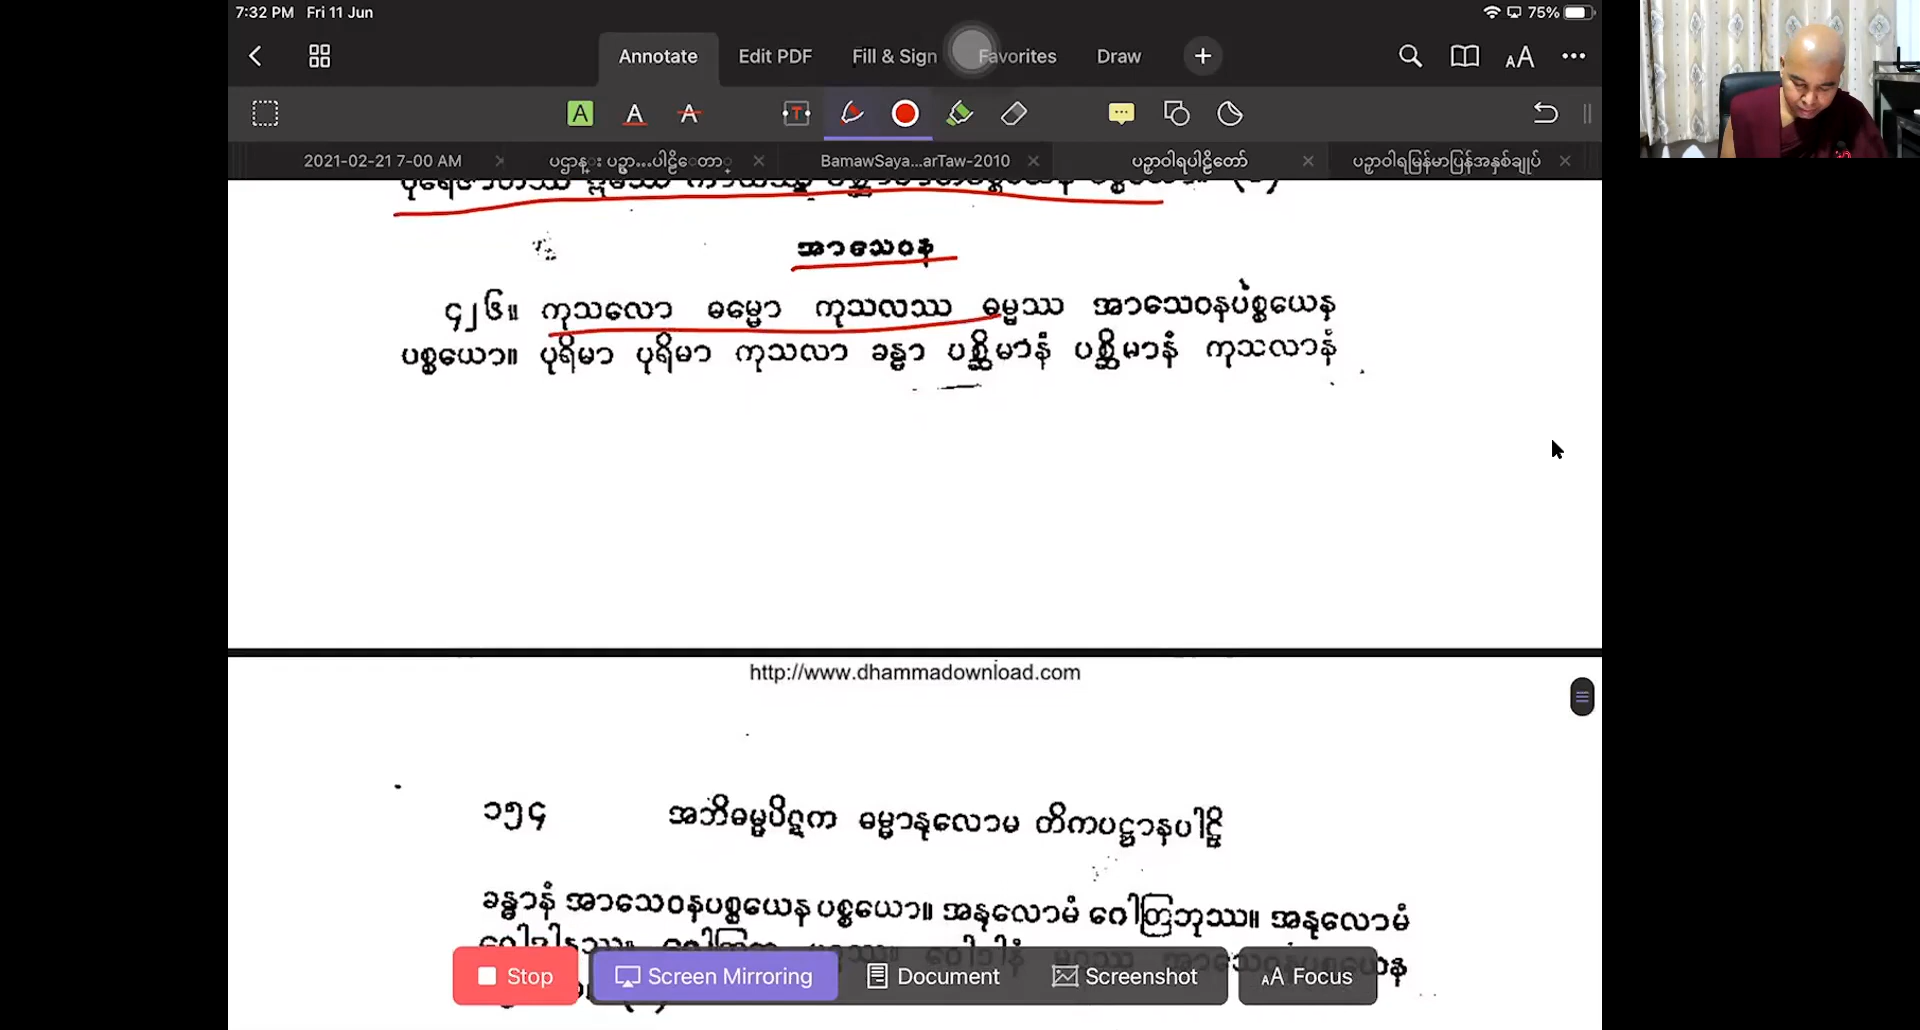 7:32 PM Fri 11 Jun 75%
Annotate Edit PDF Fill & Sign Favorites Draw
2021-02-21 7-00 AM BamawSaya...arTaw-2010 ပဉှာဝါရပါဠိတော် ပဉှာဝါရမြန်မာပြန်အနှစ်ချုပ်
အာသေဝန
၄၂၆။ ကုသလော ဓမ္မော ကုသလဿ ဓမ္မဿ အာသေဝနပစ္စယေန
ပစ္စယော။ ပုရိမာ ပုရိမာ ကုသလာ ခန္ဓာ ပစ္ဆိမာနံ ပစ္ဆိမာနံ ကုသလာနံ
http://www.dhammadownload.com
၁၅၄ အဘိဓမ္မပိဋက ဓမ္မာနုလောမ တိကပဋ္ဌာနပါဠိ
ခန္ဓာနံ အာသေဝနပစ္စယေန ပစ္စယော။ အနုလောမံ ဂေါတြဘုဿ။ အနုလောမံ
Stop Screen Mirroring Document Screenshot AA Focus